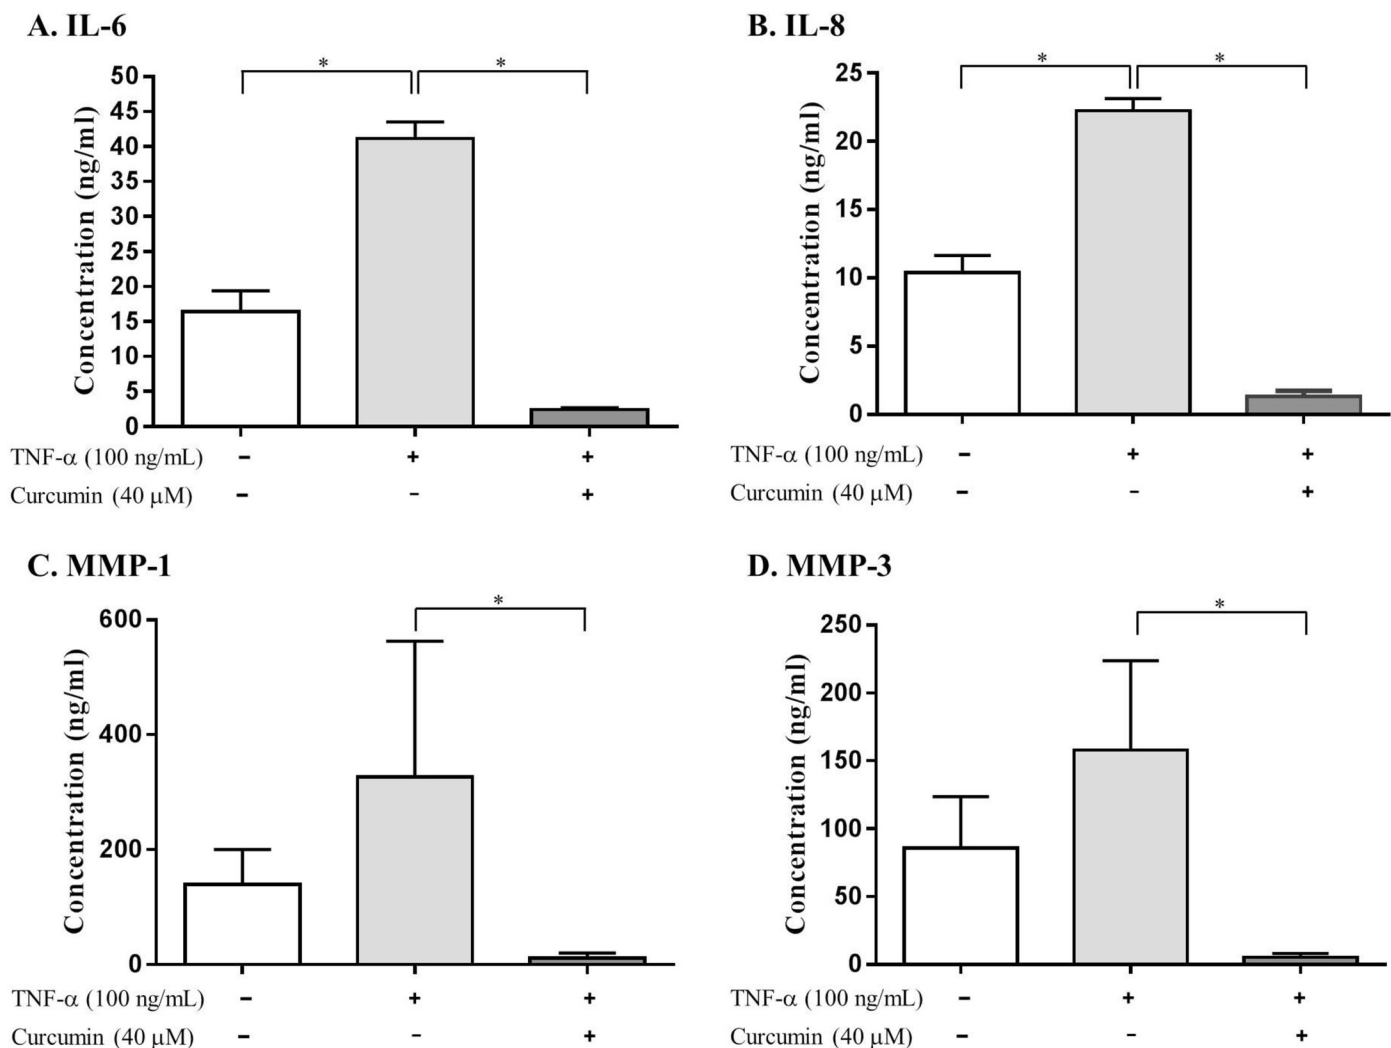 A. IL-6
* *
Concentration (ng/ml)
50
45
40
35
30
25
20
15
10
5
0
TNF-α (100 ng/mL) − + +
Curcumin (40 μM) − − +
B. IL-8
* *
Concentration (ng/ml)
25
20
15
10
5
0
TNF-α (100 ng/mL) − + +
Curcumin (40 μM) − − +
C. MMP-1
*
Concentration (ng/ml)
600
400
200
0
TNF-α (100 ng/mL) − + +
Curcumin (40 μM) − − +
D. MMP-3
*
Concentration (ng/ml)
250
200
150
100
50
0
TNF-α (100 ng/mL) − + +
Curcumin (40 μM) − − +